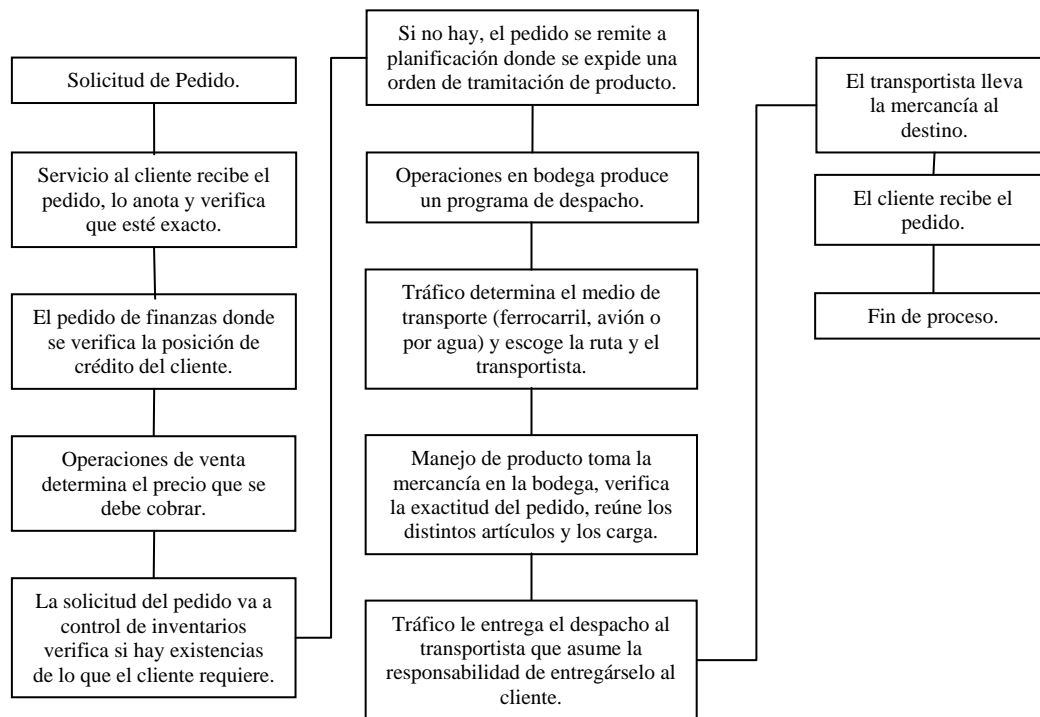 Solicitud de Pedido.
Servicio al cliente recibe el
pedido, lo anota y verifica
que esté exacto.
El pedido de finanzas donde
se verifica la posición de
crédito del cliente.
Operaciones de venta
determina el precio que se
debe cobrar.
La solicitud del pedido va a
control de inventarios
verifica si hay existencias
de lo que el cliente requiere.
Si no hay, el pedido se remite a
planificación donde se expide una
orden de tramitación de producto.
Operaciones en bodega produce
un programa de despacho.
Tráfico determina el medio de
transporte (ferrocarril, avión o
por agua) y escoge la ruta y el
transportista.
Manejo de producto toma la
mercancía en la bodega, verifica
la exactitud del pedido, reúne los
distintos artículos y los carga.
Tráfico le entrega el despacho al
transportista que asume la
responsabilidad de entregárselo al
cliente.
El transportista lleva
la mercancía al
destino.
El cliente recibe el
pedido.
Fin de proceso.